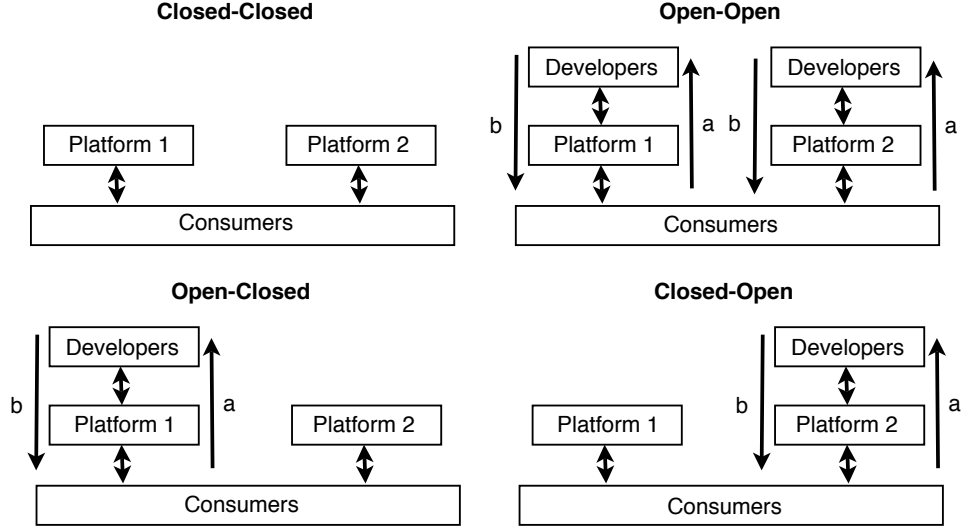 Closed-Closed
Platform 1
Platform 2
Consumers
Open-Open
Developers
Developers
b
a
b
a
Platform 1
Platform 2
Consumers
Open-Closed
Developers
b
a
Platform 1
Platform 2
Consumers
Closed-Open
Developers
b
a
Platform 1
Platform 2
Consumers